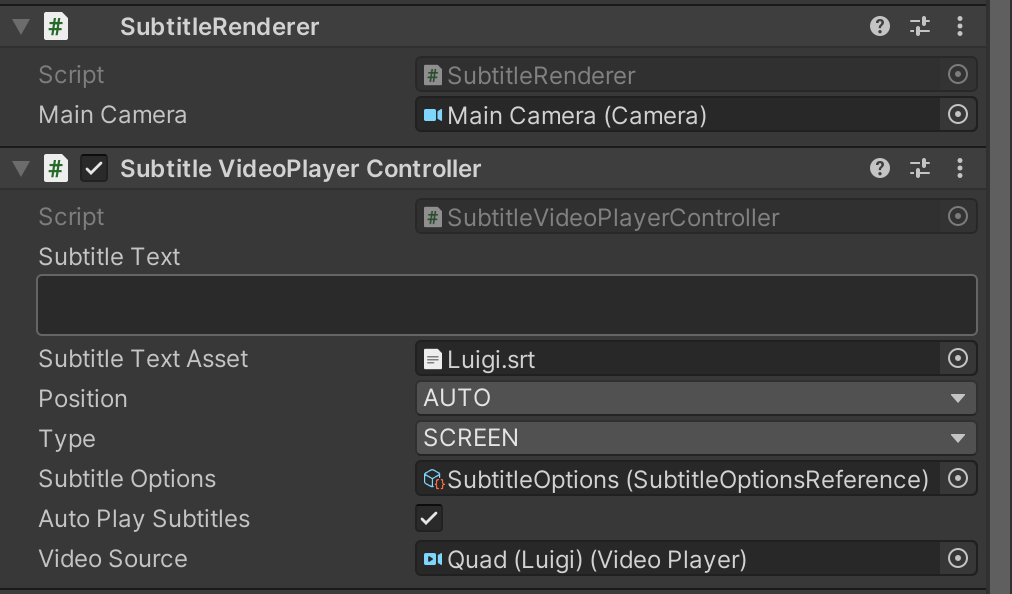 SubtitleRenderer
Script SubtitleRenderer
Main Camera Main Camera (Camera)
Subtitle VideoPlayer Controller
Script SubtitleVideoPlayerController
Subtitle Text
Subtitle Text Asset Luigi.srt
Position AUTO
Type SCREEN
Subtitle Options SubtitleOptions (SubtitleOptionsReference)
Auto Play Subtitles
Video Source Quad (Luigi) (Video Player)